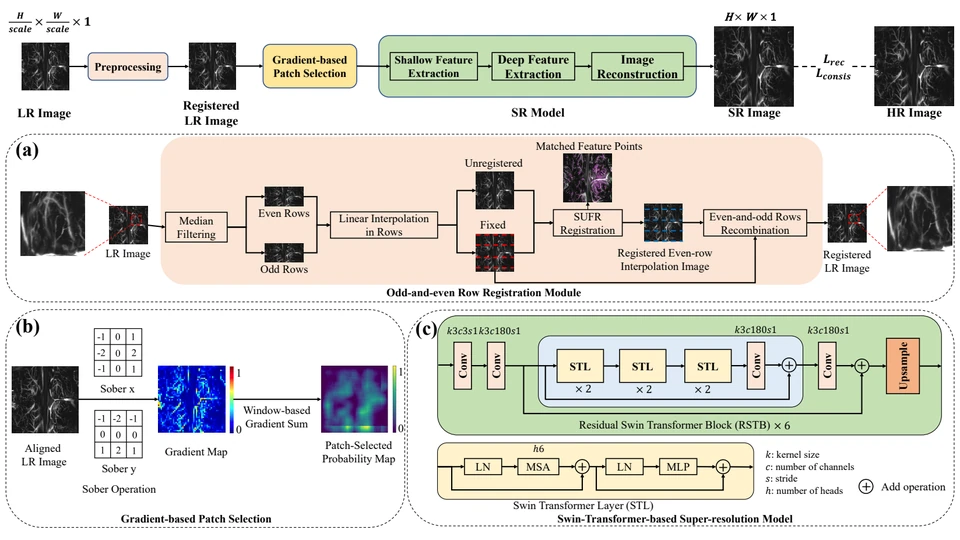 H/scale × W/scale × 1
H× W × 1
Preprocessing
Gradient-based
Patch Selection
Shallow Feature
Extraction
Deep Feature
Extraction
Image
Reconstruction
L_rec
L_consis
LR Image
Registered
LR Image
SR Model
SR Image
HR Image
(a)
LR Image
Median
Filtering
Even Rows
Odd Rows
Linear Interpolation
in Rows
Unregistered
Fixed
Matched Feature Points
SUFR
Registration
Registered Even-row
Interpolation Image
Even-and-odd Rows
Recombination
Registered
LR Image
Odd-and-even Row Registration Module
(b)
Aligned
LR Image
-1 0 1
-2 0 2
-1 0 1
Sober x
-1 -2 -1
0 0 0
1 2 1
Sober y
Sober Operation
1
0
Gradient Map
Window-based
Gradient Sum
1
0
Patch-Selected
Probability Map
Gradient-based Patch Selection
(c)
k3c3s1 k3c180s1
k3c180s1
k3c180s1
Conv
Conv
STL
× 2
STL
× 2
STL
× 2
Conv
Conv
Upsample
Residual Swin Transformer Block (RSTB) × 6
h6
LN
MSA
LN
MLP
Swin Transformer Layer (STL)
k: kernel size
c: number of channels
s: stride
h: number of heads
Add operation
Swin-Transformer-based Super-resolution Model